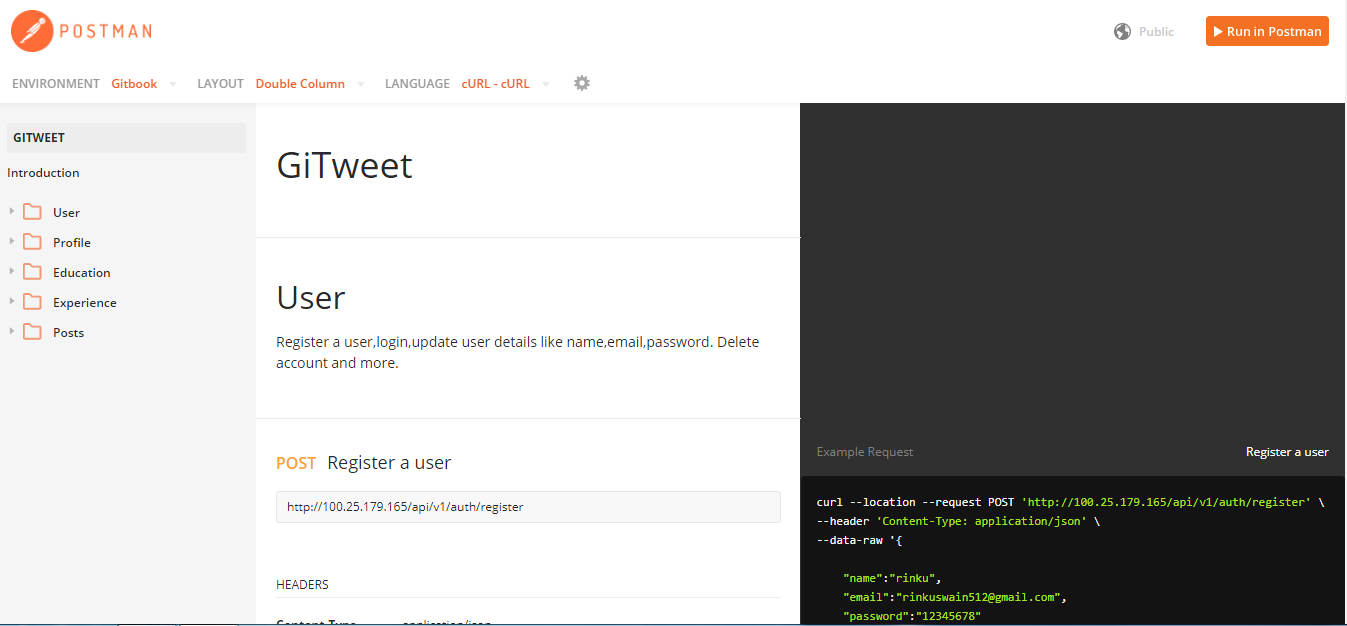 POSTMAN
Public
Run in Postman
ENVIRONMENT Gitbook LAYOUT Double Column LANGUAGE cURL - cURL
GITWEET
Introduction
User
Profile
Education
Experience
Posts
GiTweet
User
Register a user,login,update user details like name,email,password. Delete
account and more.
POST Register a user
http://100.25.179.165/api/v1/auth/register
HEADERS
Content-Type application/json
Example Request Register a user
curl --location --request POST 'http://100.25.179.165/api/v1/auth/register' \
--header 'Content-Type: application/json' \
--data-raw '{
"name":"rinku",
"email":"rinkuswain512@gmail.com",
"password":"12345678"